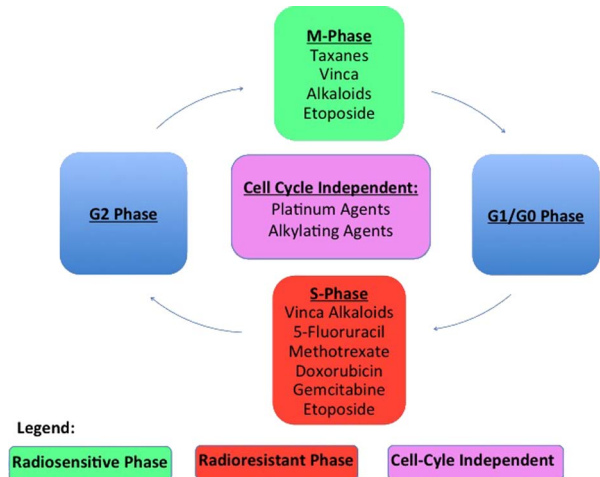 M-Phase
Taxanes
Vinca
Alkaloids
Etoposide
Cell Cycle Independent:
Platinum Agents
Alkylating Agents
G2 Phase
G1/G0 Phase
S-Phase
Vinca Alkaloids
5-Fluoruracil
Methotrexate
Doxorubicin
Gemcitabine
Etoposide
Legend:
Radiosensitive Phase
Radioresistant Phase
Cell-Cyle Independent